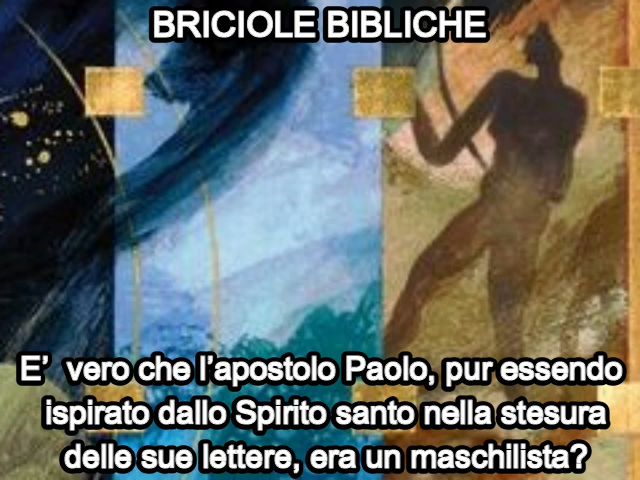 BRICIOLE BIBLICHE
E'  vero che l'apostolo Paolo, pur essendo
ispirato dallo Spirito santo nella stesura
delle sue lettere, era un maschilista?